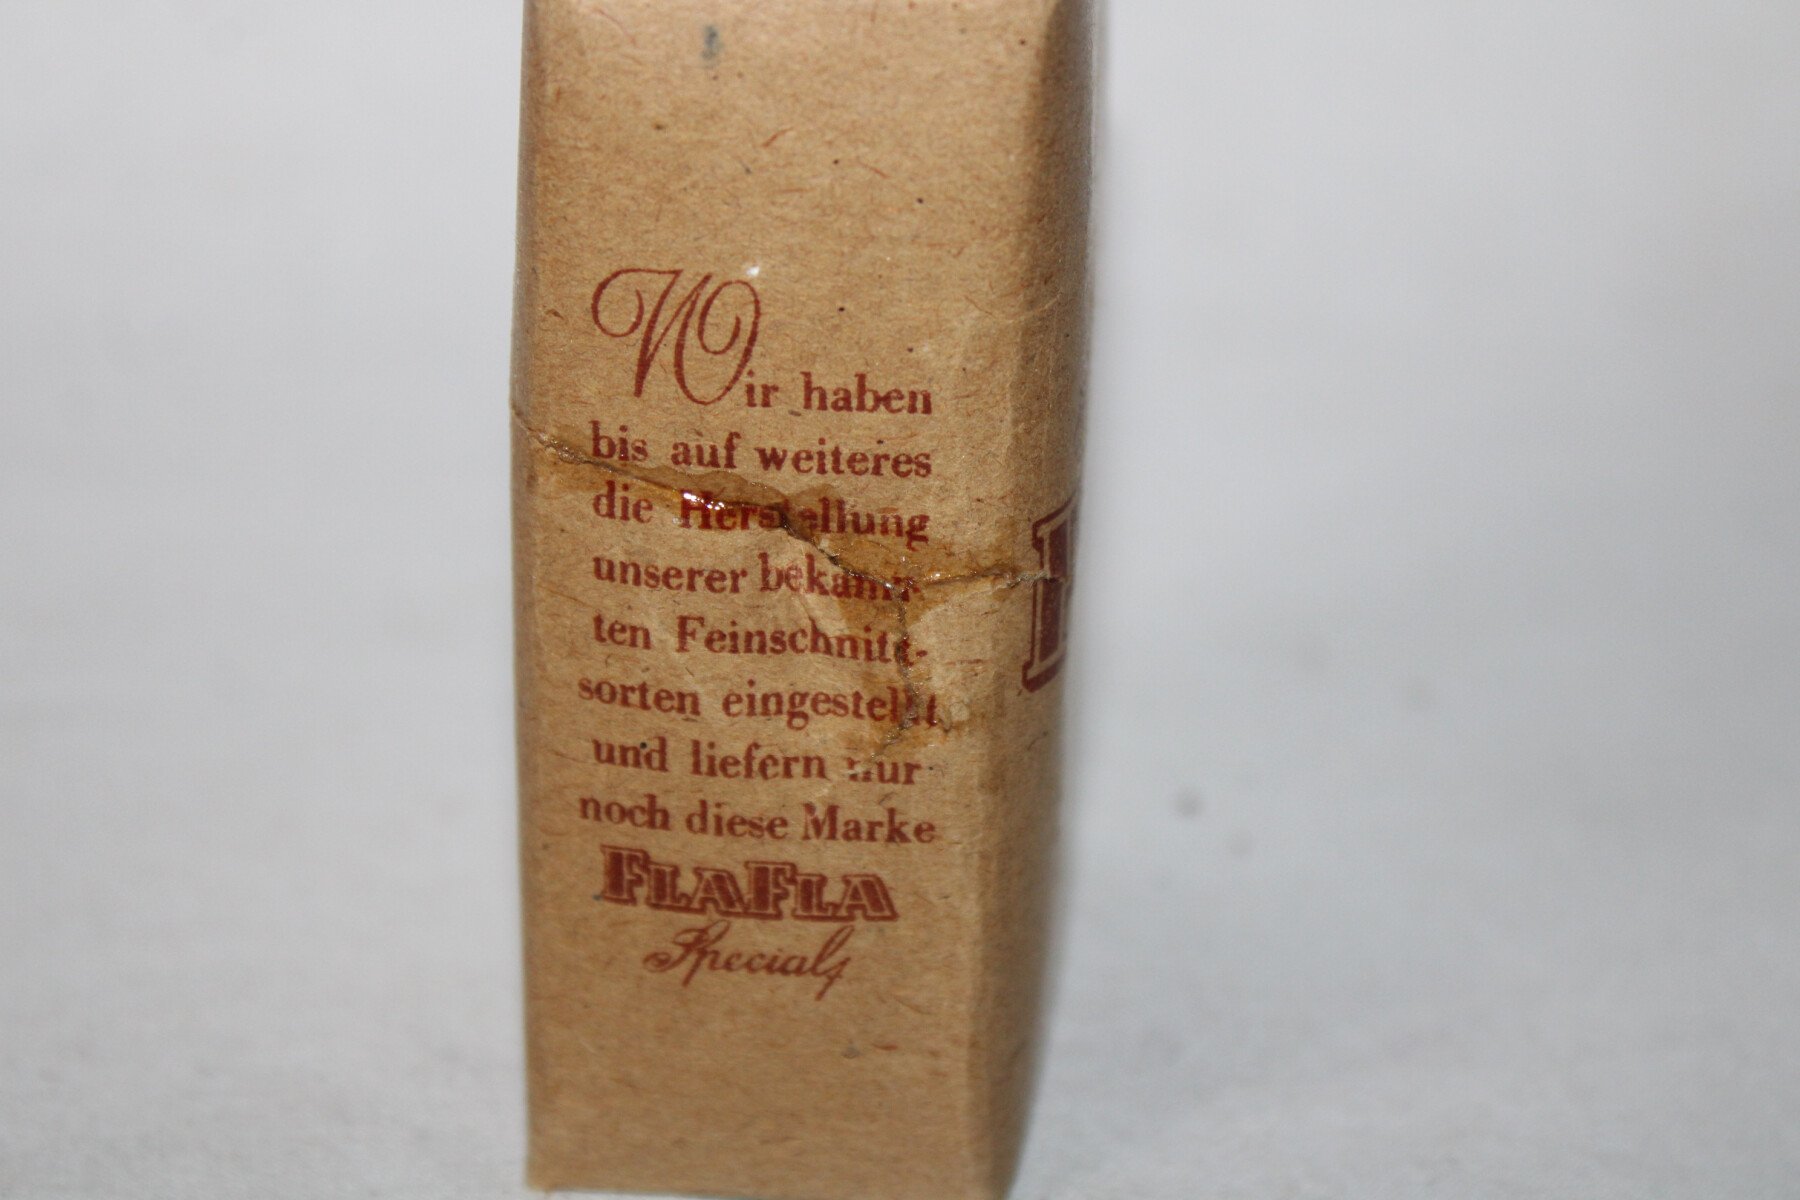 Wir haben
bis auf weiteres
die Herstellung
unserer bekann-
ten Feinschnitt-
sorten eingestellt
und liefern nur
noch diese Marke
FLAFLA
Special